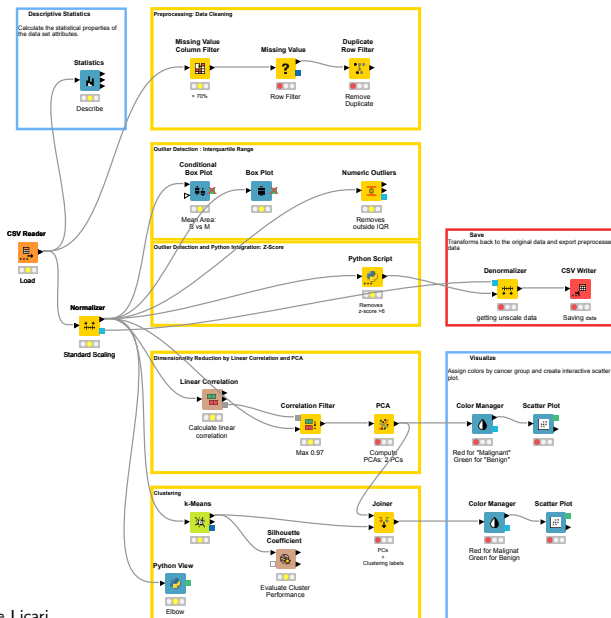 Descriptive Statistics
Calculate the statistical properties of
the data set attributes.
Statistics
Describe
Preprocessing: Data Cleaning
Missing Value
Column Filter
> 70%
Missing Value
Row Filter
Duplicate
Row Filter
Remove
Duplicate
Outlier Detection : Interquartile Range
Conditional
Box Plot
Mean Area:
B vs M
Box Plot
Numeric Outliers
Removes
outside IQR
CSV Reader
Load
Normalizer
Standard Scaling
Outlier Detection and Python Integration: Z-Score
Python Script
Removes
z-score >6
Save
Transforms back to the original data and export preprocesse
data
Denormalizer
getting unscale data
CSV Writer
Saving data
Dimensionality Reduction by Linear Correlation and PCA
Linear Correlation
Calculate linear
correlation
Correlation Filter
Max 0.97
PCA
Compute
PCAs: 2 PCs
Visualize
Assign colors by cancer group and create interactive scatter
plot.
Color Manager
Red for "Malignant"
Green for "Benign"
Scatter Plot
Clustering
k-Means
Silhouette
Coefficient
Evaluate Cluster
Performance
Joiner
PCs
+
Clustering labels
Color Manager
Red for Malignat
Green for Benign
Scatter Plot
Python View
Elbow
Licari